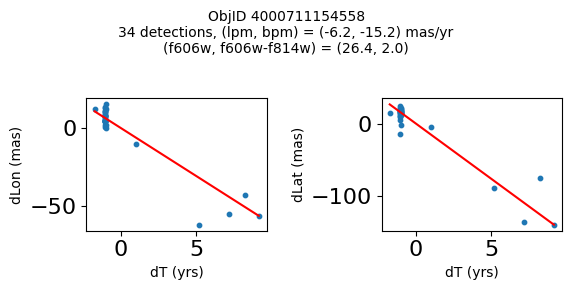 ObjID 4000711154558
34 detections, (lpm, bpm) = (-6.2, -15.2) mas/yr
(f606w, f606w-f814w) = (26.4, 2.0)
dLon (mas)
0
−50
0 5
dT (yrs)
dLat (mas)
0
−100
0 5
dT (yrs)